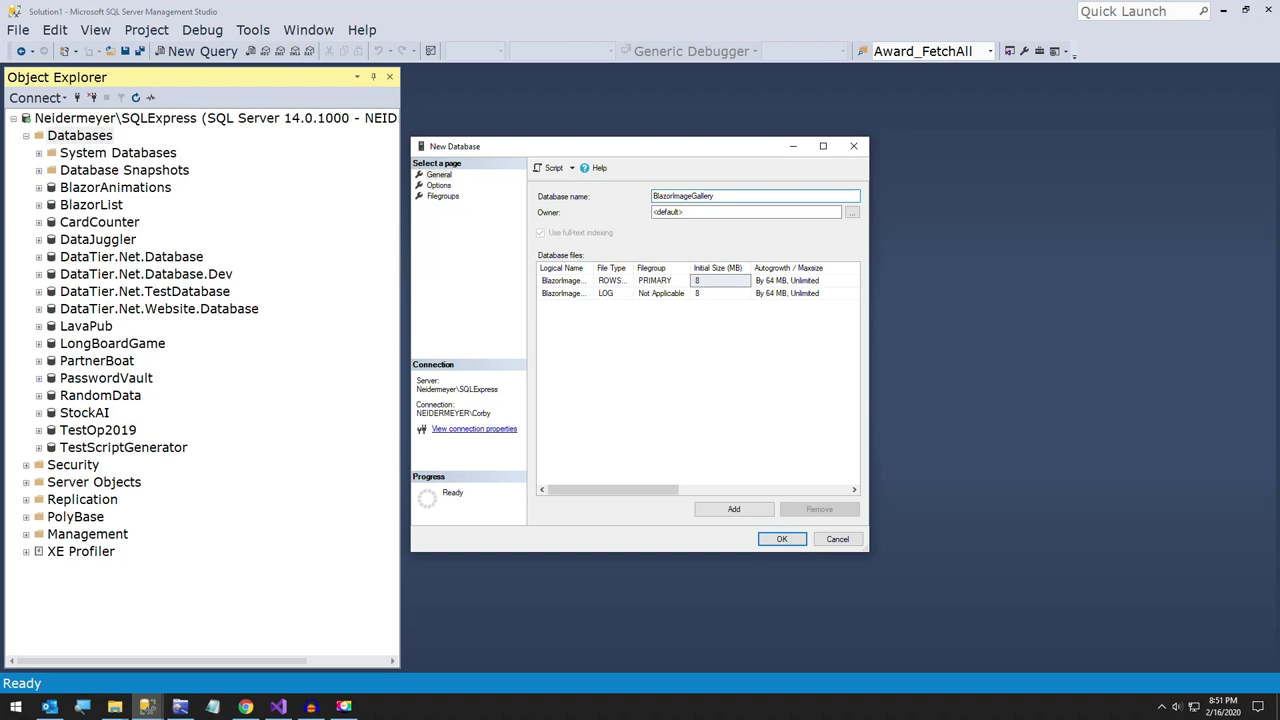 Solution1 - Microsoft SQL Server Management Studio
Quick Launch
File Edit View Project Debug Tools Window Help
New Query
Generic Debugger
Award_FetchAll
Object Explorer
Connect
Neidermeyer\SQLExpress (SQL Server 14.0.1000 - NEID
Databases
System Databases
Database Snapshots
BlazorAnimations
BlazorList
CardCounter
DataJuggler
DataTier.Net.Database
DataTier.Net.Database.Dev
DataTier.Net.TestDatabase
DataTier.Net.Website.Database
LavaPub
LongBoardGame
PartnerBoat
PasswordVault
RandomData
StockAI
TestOp2019
TestScriptGenerator
Security
Server Objects
Replication
PolyBase
Management
XE Profiler
New Database
Select a page
General
Options
Filegroups
Connection
Server:
Neidermeyer\SQLExpress
Connection:
NEIDERMEYER\Corby
View connection properties
Progress
Ready
Script Help
Database name: BlazorImageGallery
Owner: <default> ...
Use full-text indexing
Database files:
Logical Name File Type Filegroup Initial Size (MB) Autogrowth / Maxsize
BlazorImage... ROWS... PRIMARY 8 By 64 MB, Unlimited
BlazorImage... LOG Not Applicable 8 By 64 MB, Unlimited
Add Remove
OK Cancel
Ready
8:51 PM
2/16/2020